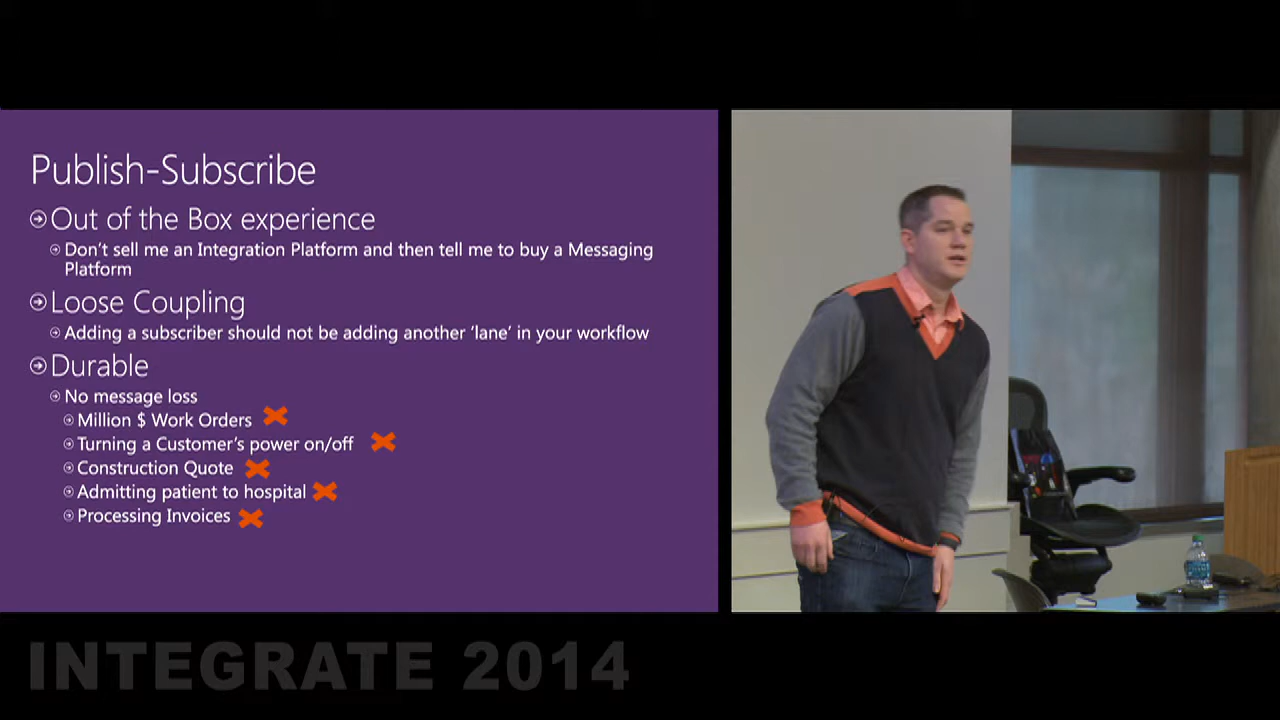 Publish-Subscribe
Out of the Box experience
Don't sell me an Integration Platform and then tell me to buy a Messaging
Platform
Loose Coupling
Adding a subscriber should not be adding another 'lane' in your workflow
Durable
No message loss
Million $ Work Orders
Turning a Customer's power on/off
Construction Quote
Admitting patient to hospital
Processing Invoices
INTEGRATE 2014